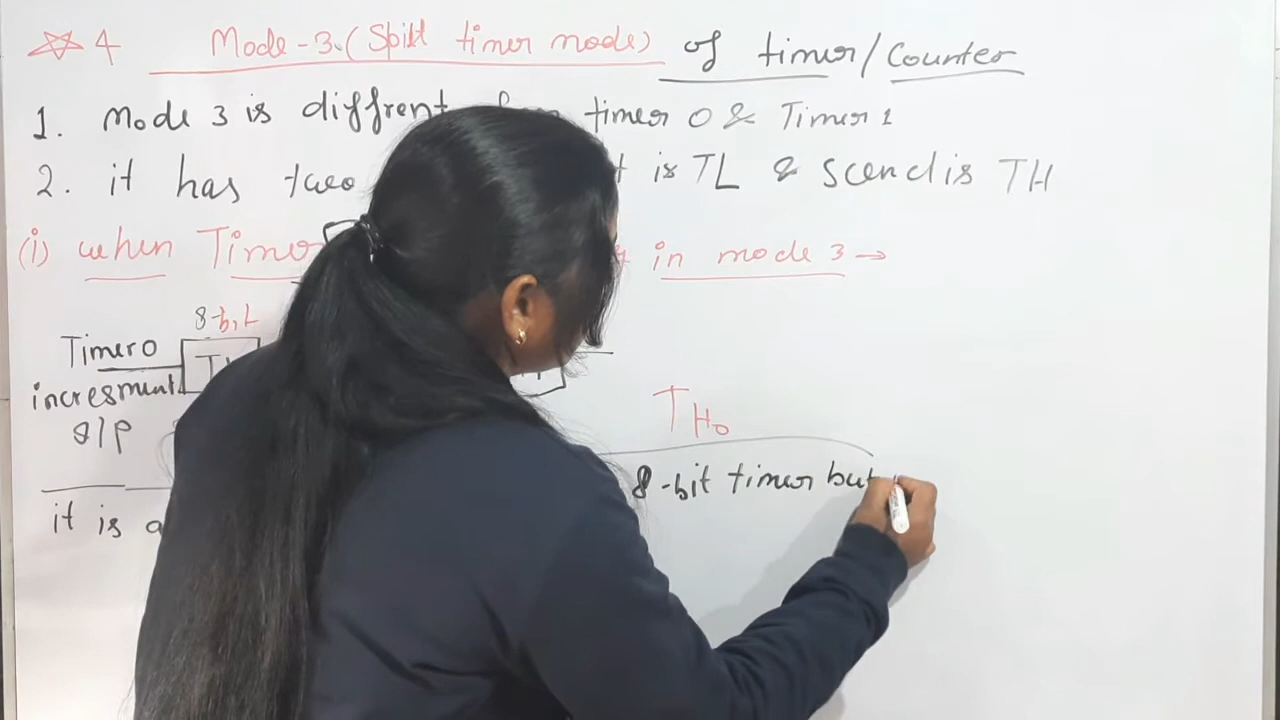 4 Mode-3.(Split timer mode) of timer/Counter
1. Mode 3 is diffrent timer 0 & Timer 1
2. it has two is TL & Scend is TH
(i) when Timer in mode 3 →
8-bit
Timer0
incresment
I/P
TH0
8-bit timer but
it is a